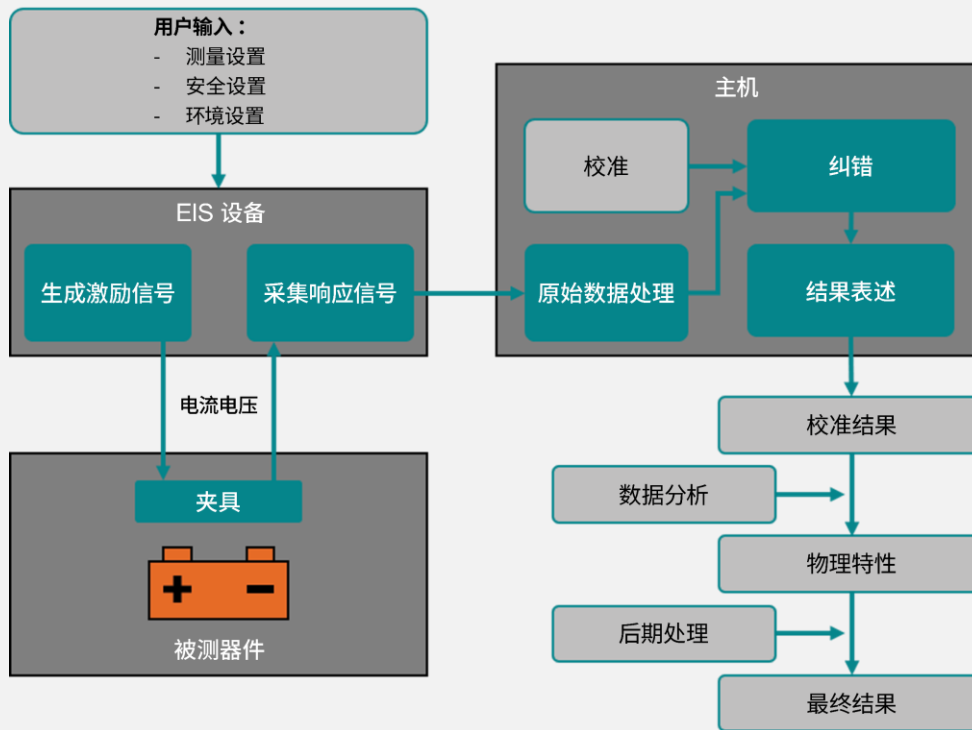 用户输入：
- 测量设置
- 安全设置
- 环境设置
EIS 设备
生成激励信号
采集响应信号
电流电压
夹具
+ -
被测器件
主机
校准
纠错
原始数据处理
结果表述
校准结果
数据分析
物理特性
后期处理
最终结果